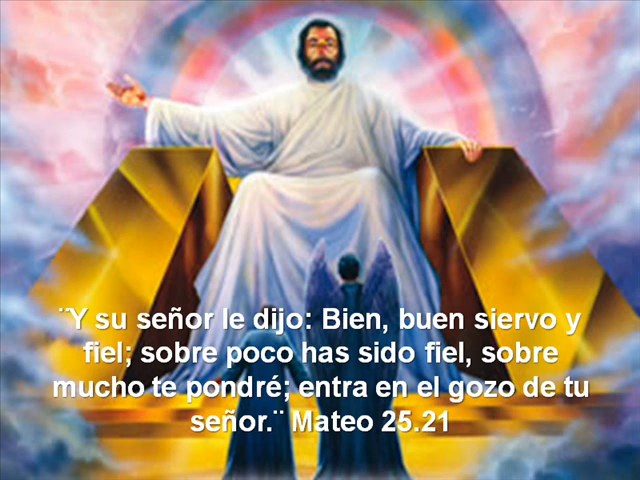 ¨Y su señor le dijo: Bien, buen siervo y
fiel; sobre poco has sido fiel, sobre
mucho te pondré; entra en el gozo de tu
señor.¨ Mateo 25.21